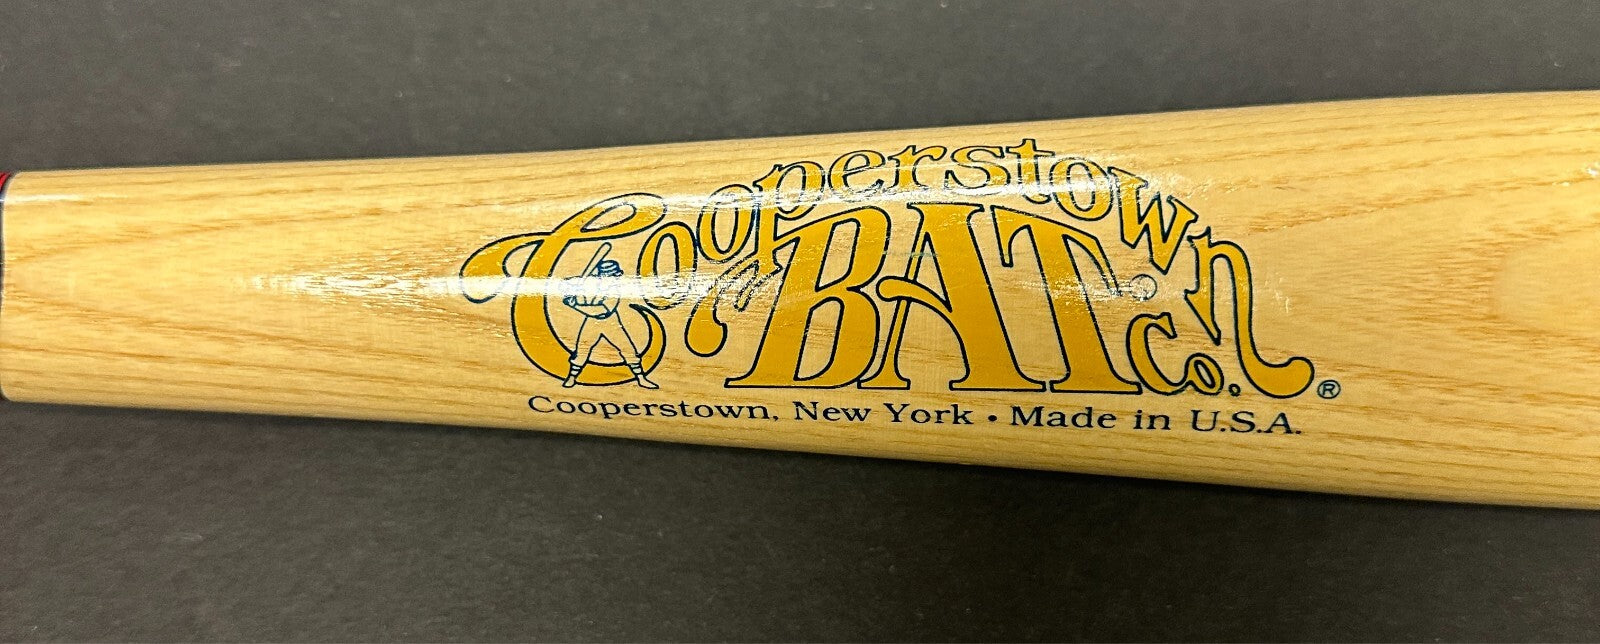 Cooperstown
BAT Co.®
Cooperstown, New York • Made in U.S.A.